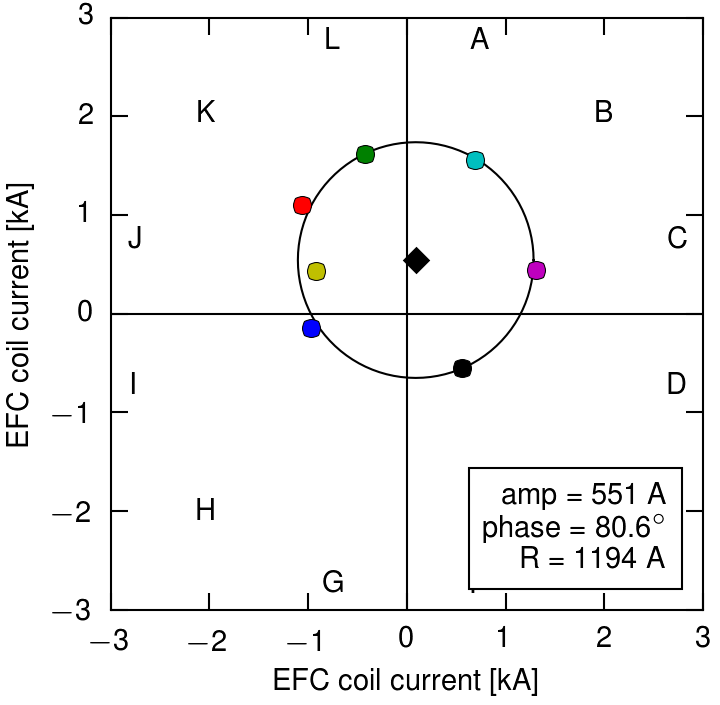 3
L
A
K
B
2
1
J
C
0
I
D
−1
−2
H
G
−3
amp = 551 A
phase = 80.6°
R = 1194 A
−3
−2
−1
0
1
2
3
EFC coil current [kA]
EFC coil current [kA]